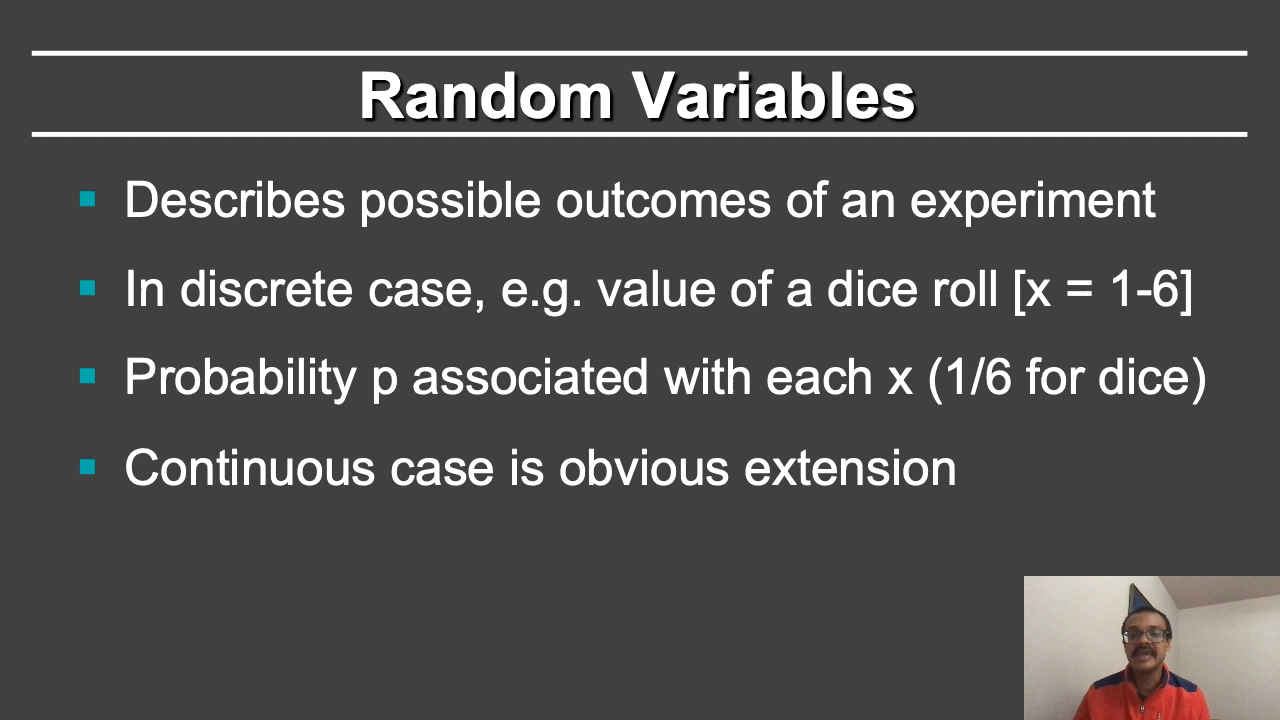 Random Variables
Describes possible outcomes of an experiment
In discrete case, e.g. value of a dice roll [x = 1-6]
Probability p associated with each x (1/6 for dice)
Continuous case is obvious extension